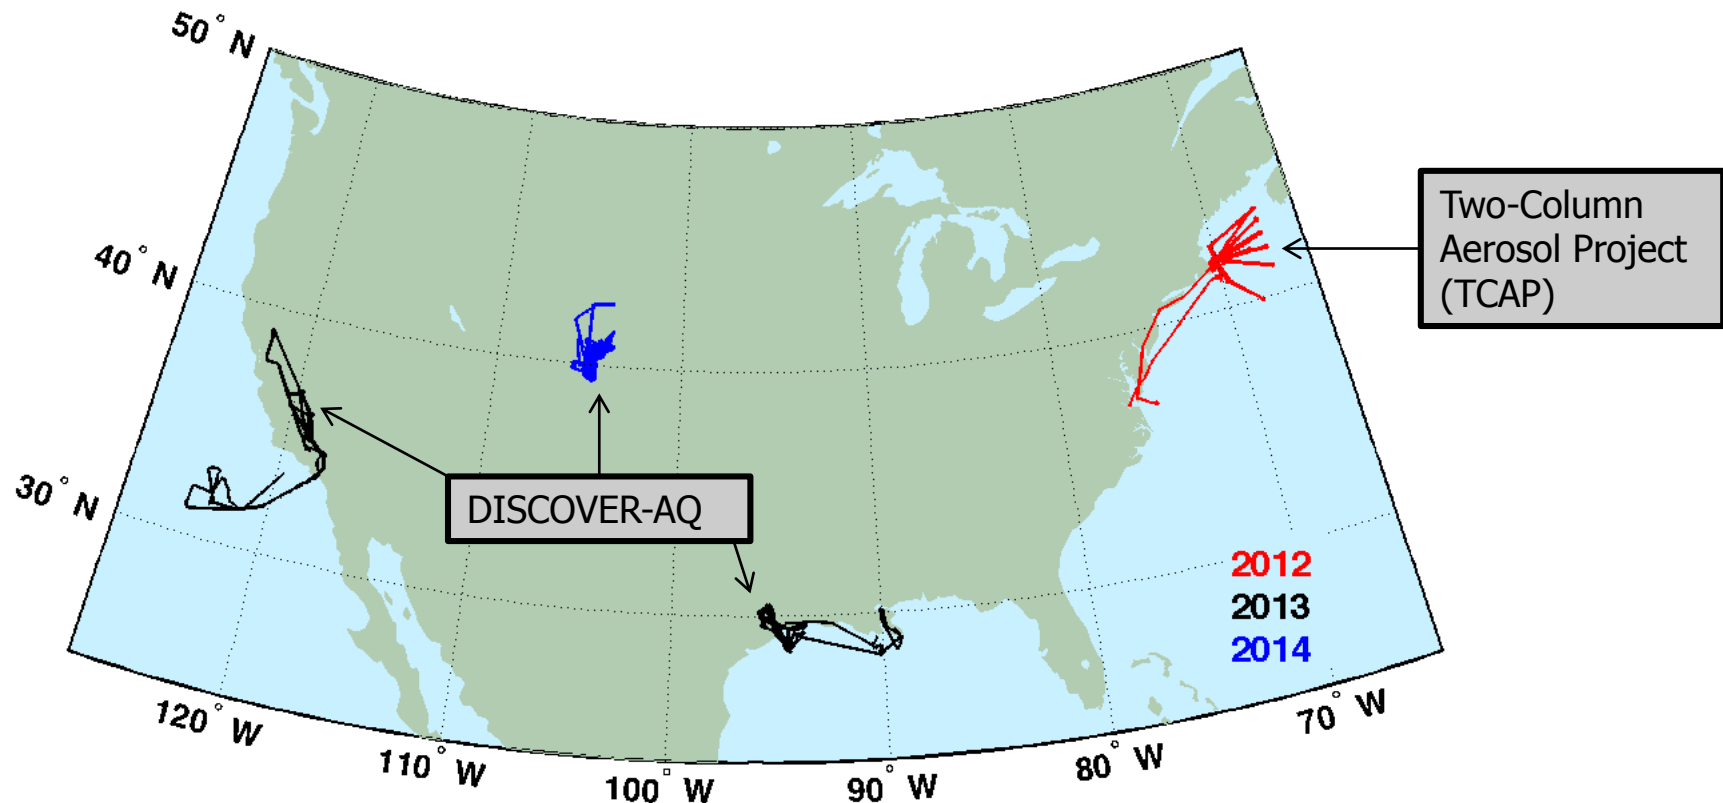 50° N
40° N
30° N
Two-Column
Aerosol Project
(TCAP)
DISCOVER-AQ
2012
2013
2014
120° W
110° W
100° W
90° W
80° W
70° W